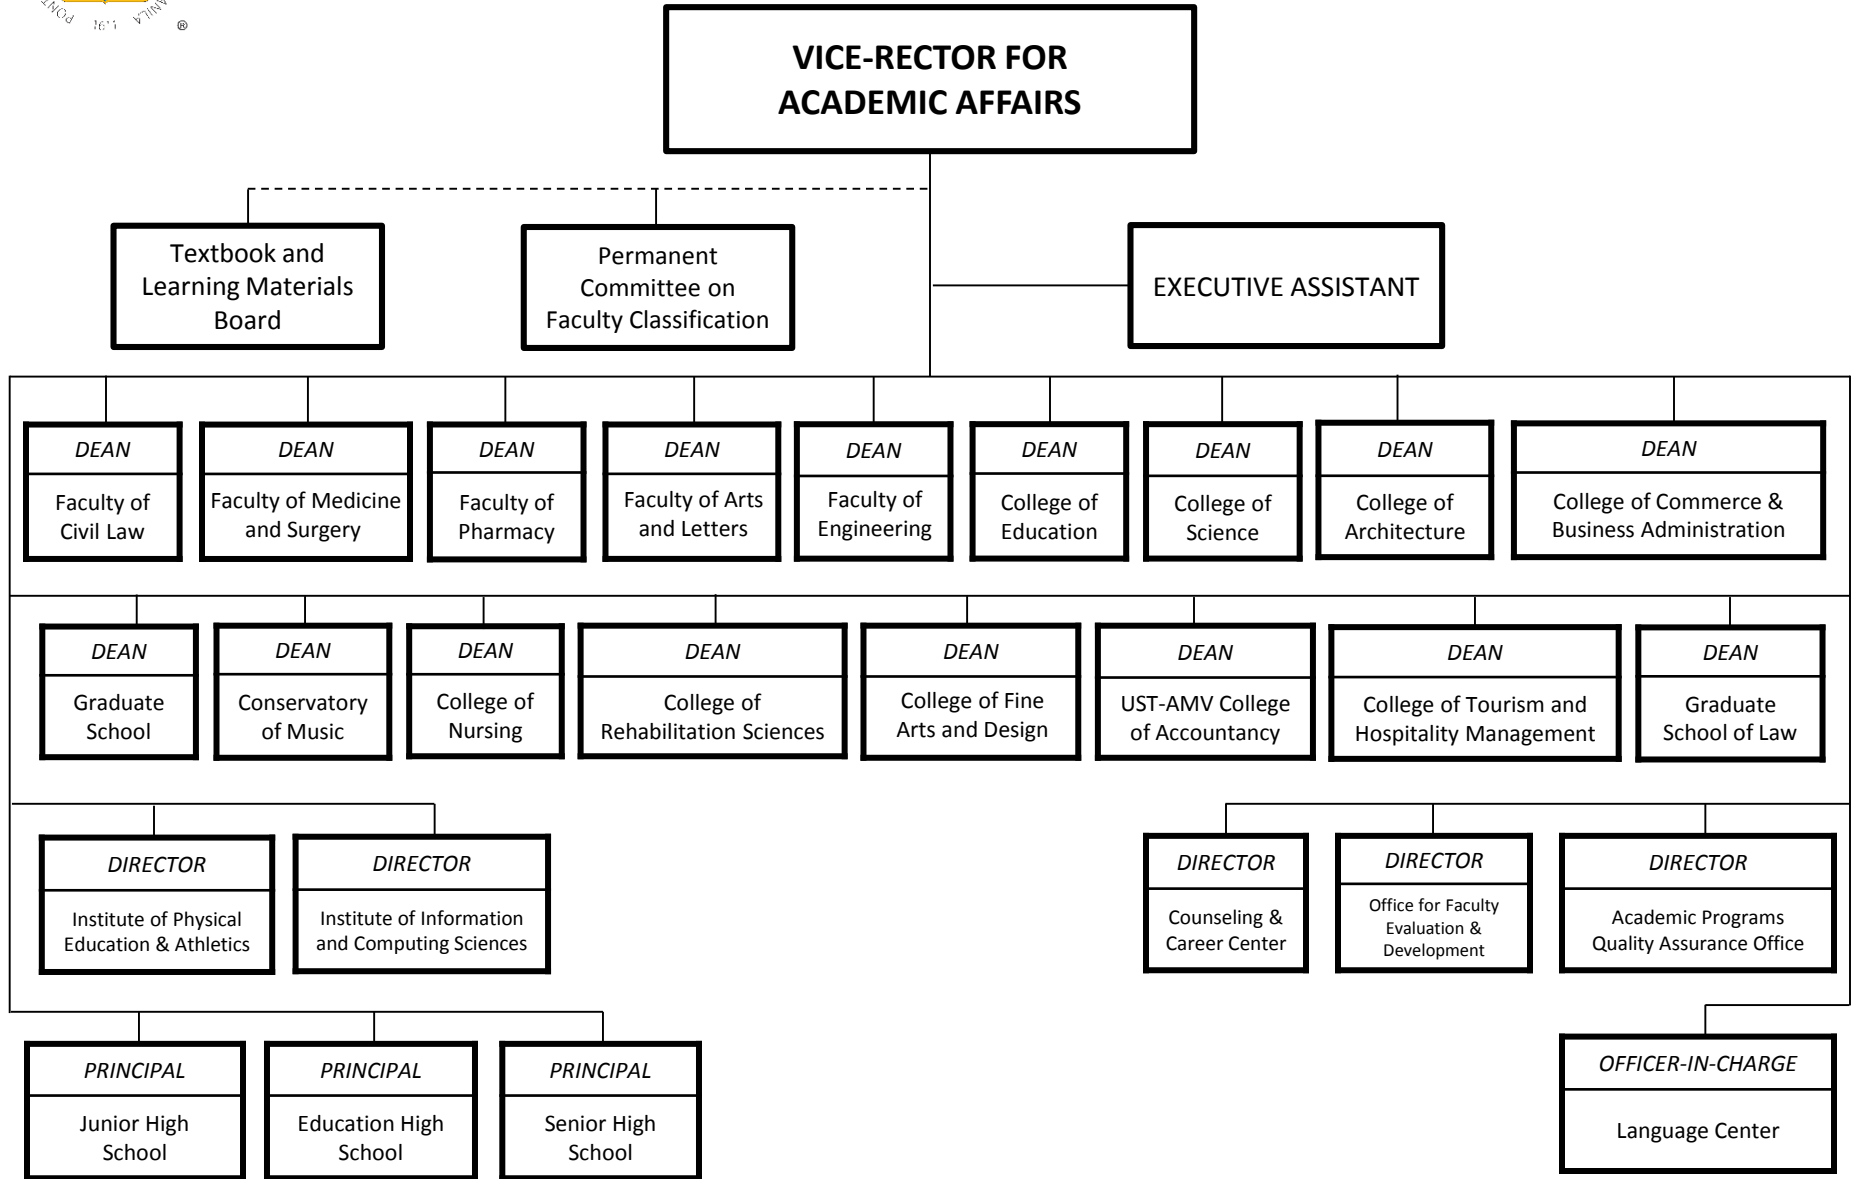 PONT
1611
MANILA
®
VICE-RECTOR FOR
ACADEMIC AFFAIRS
Textbook and
Learning Materials
Board
Permanent
Committee on
Faculty Classification
EXECUTIVE ASSISTANT
DEAN
Faculty of
Civil Law
DEAN
Faculty of Medicine
and Surgery
DEAN
Faculty of
Pharmacy
DEAN
Faculty of Arts
and Letters
DEAN
Faculty of
Engineering
DEAN
College of
Education
DEAN
College of
Science
DEAN
College of
Architecture
DEAN
College of Commerce &
Business Administration
DEAN
Graduate
School
DEAN
Conservatory
of Music
DEAN
College of
Nursing
DEAN
College of
Rehabilitation Sciences
DEAN
College of Fine
Arts and Design
DEAN
UST-AMV College
of Accountancy
DEAN
College of Tourism and
Hospitality Management
DEAN
Graduate
School of Law
DIRECTOR
Institute of Physical
Education & Athletics
DIRECTOR
Institute of Information
and Computing Sciences
DIRECTOR
Counseling &
Career Center
DIRECTOR
Office for Faculty
Evaluation &
Development
DIRECTOR
Academic Programs
Quality Assurance Office
PRINCIPAL
Junior High
School
PRINCIPAL
Education High
School
PRINCIPAL
Senior High
School
OFFICER-IN-CHARGE
Language Center